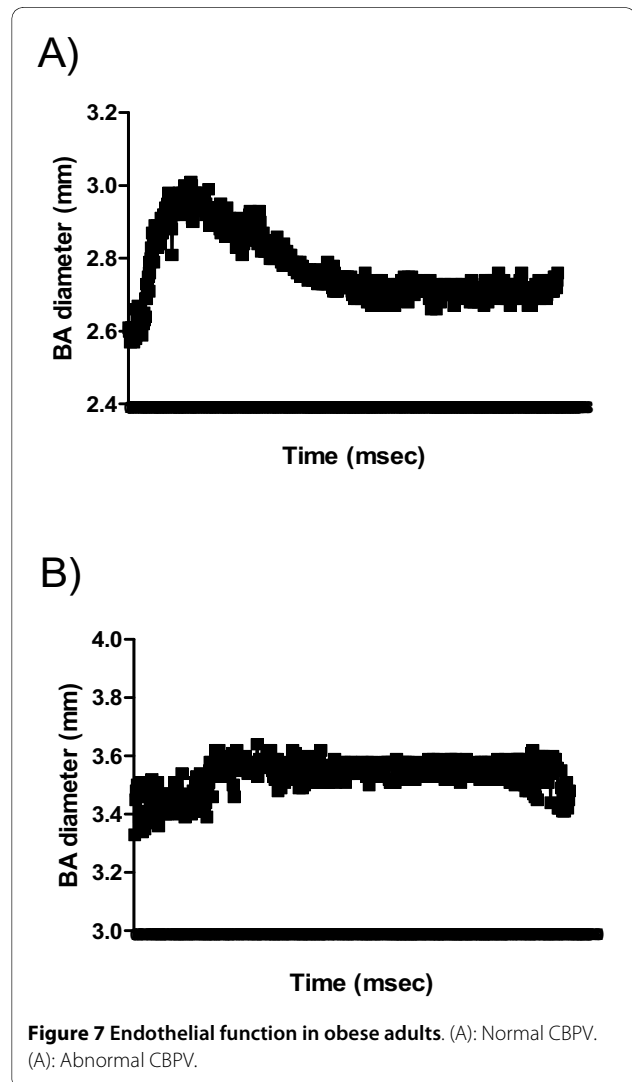 A)
3.2
3.0
2.8
2.6
2.4
BA diameter (mm)
Time (msec)
B)
4.0
3.8
3.6
3.4
3.2
3.0
BA diameter (mm)
Time (msec)
Figure 7 Endothelial function in obese adults. (A): Normal CBPV.
(A): Abnormal CBPV.